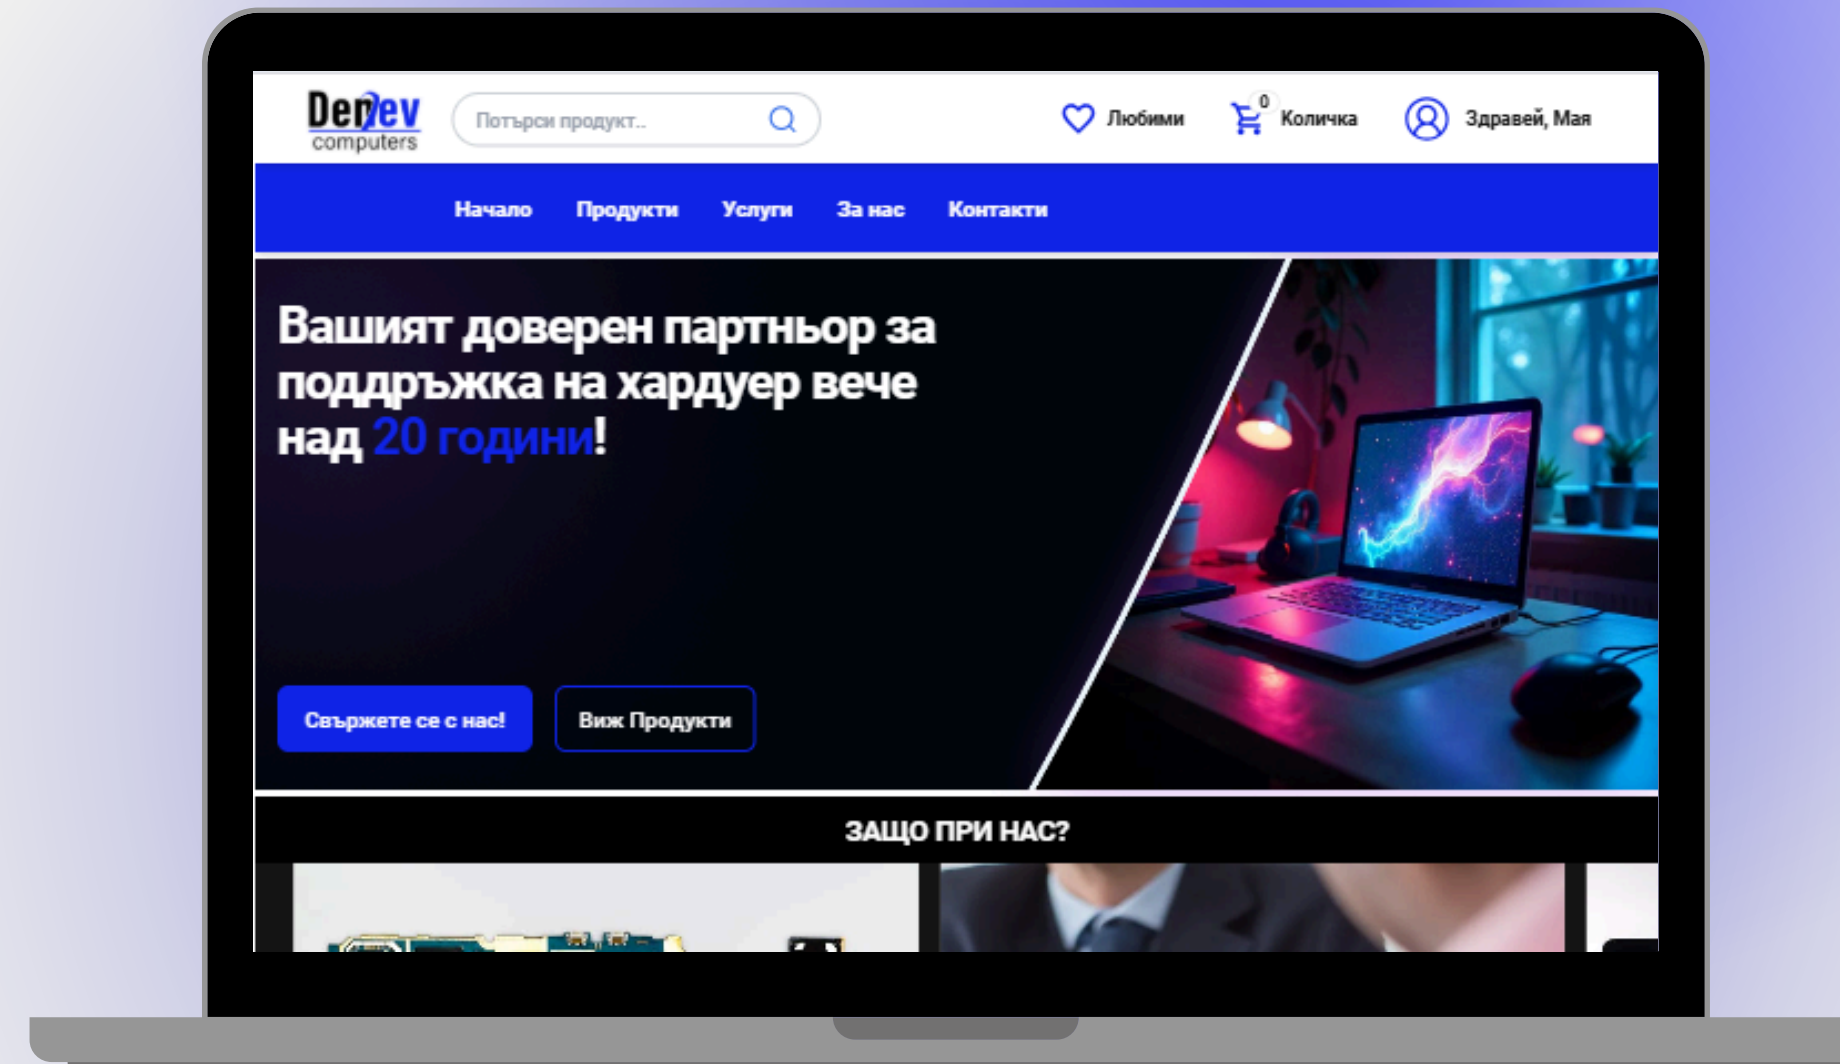 Denev
computers
Потърси продукт..
Любими
0
Количка
Здравей, Мая
Начало
Продукти
Услуги
За нас
Контакти
Вашият доверен партньор за
поддръжка на хардуер вече
над 20 години!
Свържете се с нас!
Виж Продукти
ЗАЩО ПРИ НАС?